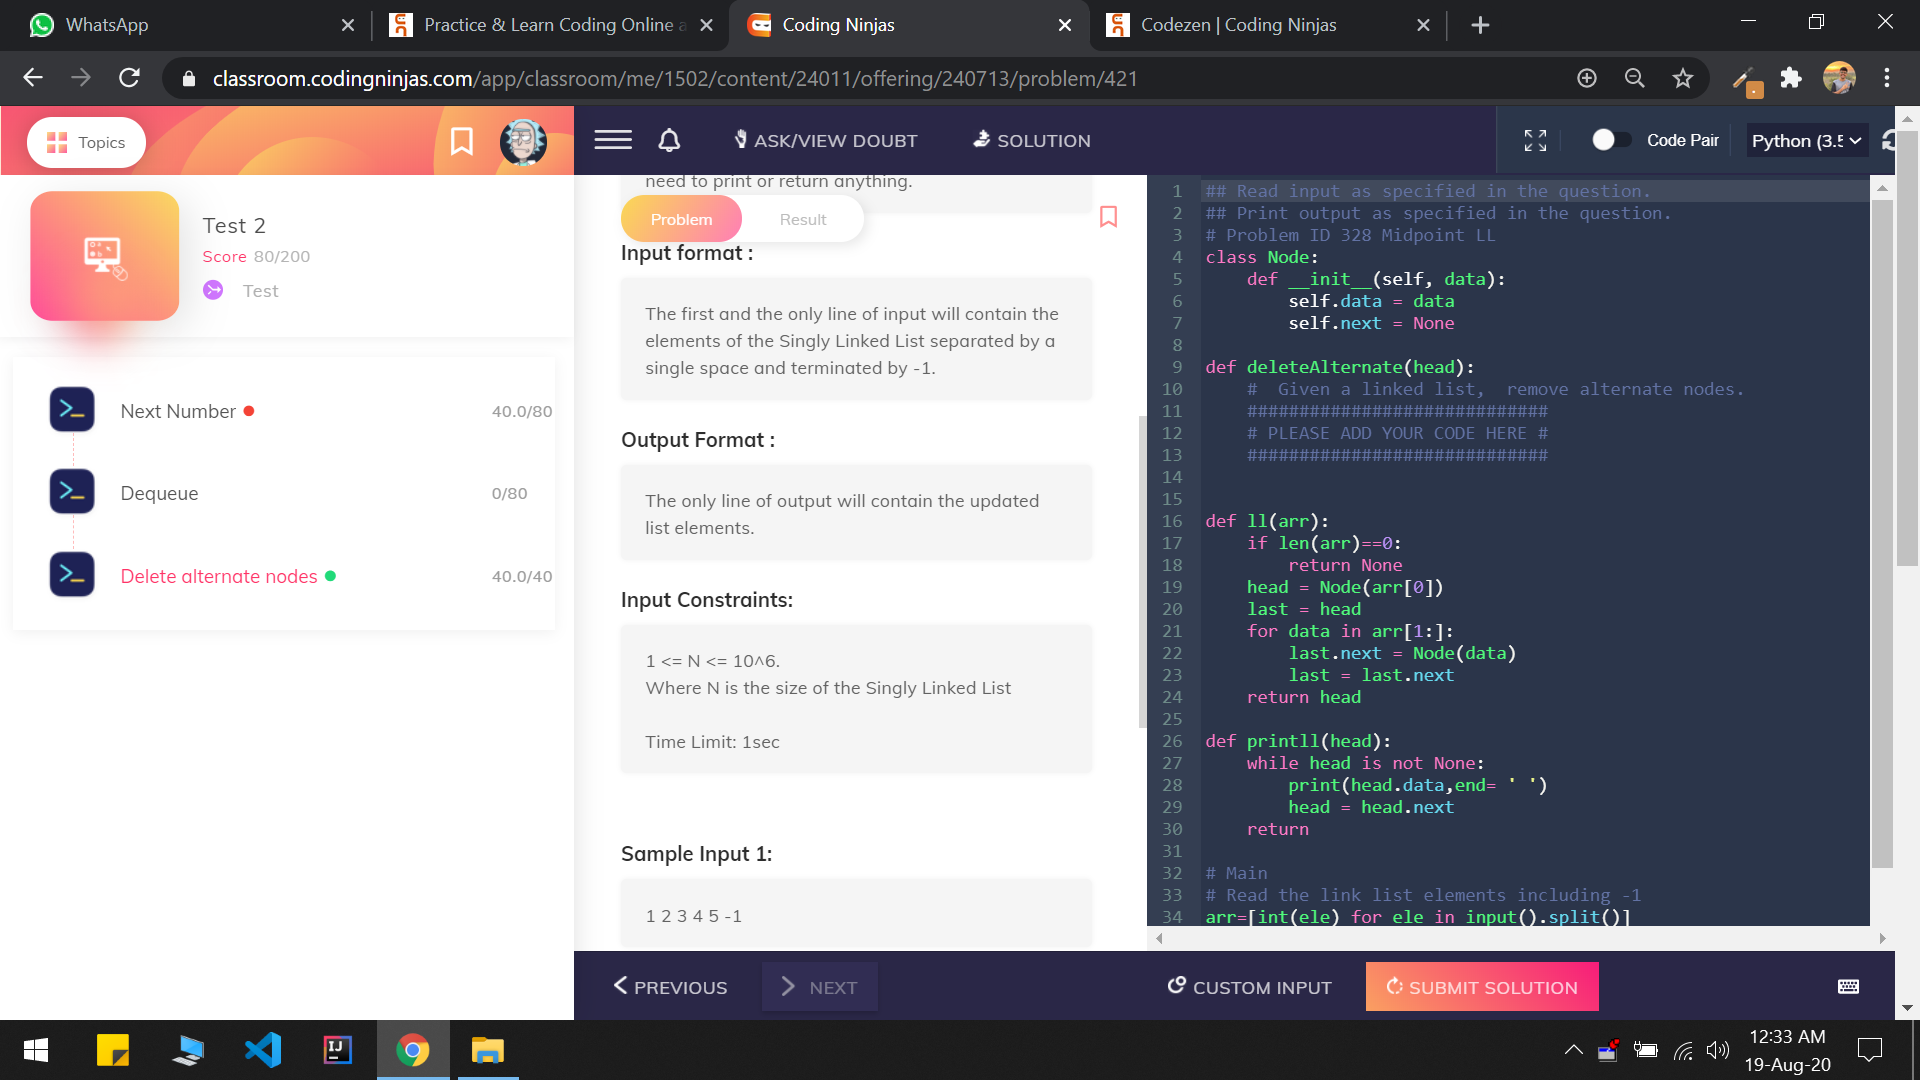 WhatsApp
Practice & Learn Coding Online a
Coding Ninjas
Codezen | Coding Ninjas
classroom.codingninjas.com/app/classroom/me/1502/content/24011/offering/240713/problem/421
Topics
ASK/VIEW DOUBT
SOLUTION
Code Pair
Python (3.5
Test 2
Score 80/200
Test
Next Number
40.0/80
Dequeue
0/80
Delete alternate nodes
40.0/40
need to print or return anything.
Problem
Result
Input format :
The first and the only line of input will contain the
elements of the Singly Linked List separated by a
single space and terminated by -1.
Output Format :
The only line of output will contain the updated
list elements.
Input Constraints:
1 <= N <= 10^6.
Where N is the size of the Singly Linked List
Time Limit: 1sec
Sample Input 1:
1 2 3 4 5 -1
1 ## Read input as specified in the question.
2 ## Print output as specified in the question.
3 # Problem ID 328 Midpoint LL
4 class Node:
5     def __init__(self, data):
6         self.data = data
7         self.next = None
8
9 def deleteAlternate(head):
10     #  Given a linked list,  remove alternate nodes.
11     #############################
12     # PLEASE ADD YOUR CODE HERE #
13     #############################
14
15
16 def ll(arr):
17     if len(arr)==0:
18         return None
19     head = Node(arr[0])
20     last = head
21     for data in arr[1:]:
22         last.next = Node(data)
23         last = last.next
24     return head
25
26 def printll(head):
27     while head is not None:
28         print(head.data,end= ' ')
29         head = head.next
30     return
31
32 # Main
33 # Read the link list elements including -1
34 arr=[int(ele) for ele in input().split()]
PREVIOUS
NEXT
CUSTOM INPUT
SUBMIT SOLUTION
IJ
12:33 AM
19-Aug-20